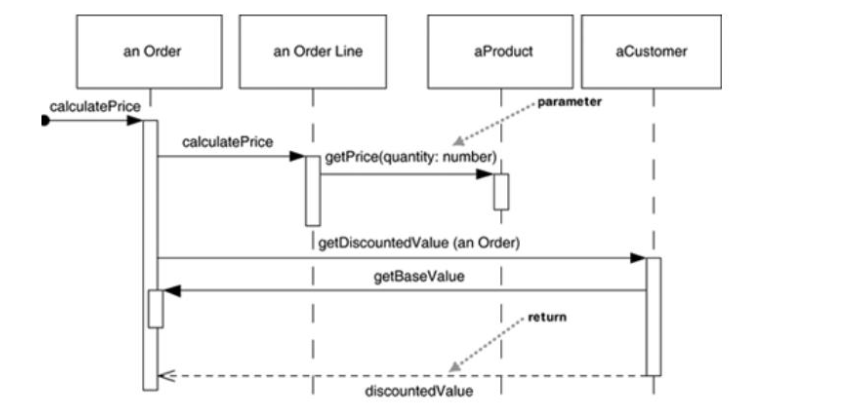 an Order
an Order Line
aProduct
aCustomer
parameter
calculatePrice
calculatePrice
getPrice(quantity: number)
getDiscountedValue (an Order)
getBaseValue
return
discountedValue